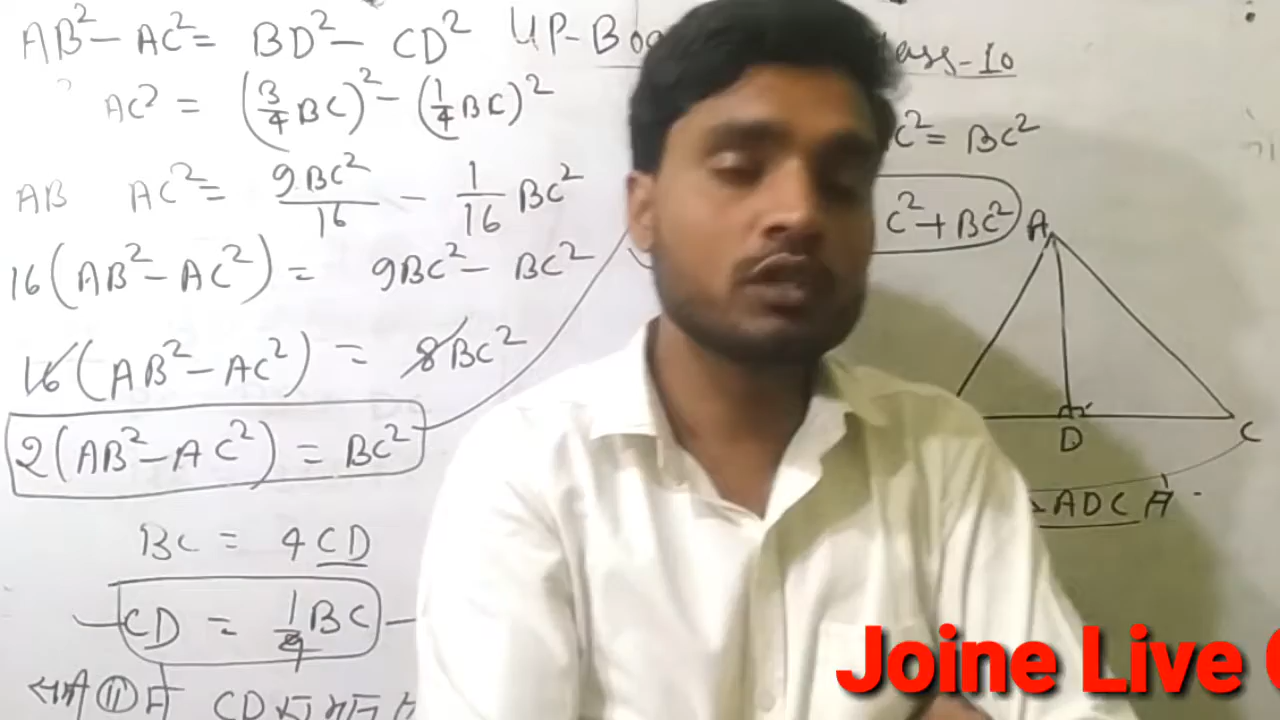 AB² - AC² = BD² - CD²
UP-Boa
ass-10
AC² = (3/4 BC)² - (1/4 BC)²
C² = BC²
AB AC² = 9BC²/16 - 1/16 BC²
C² + BC²
16(AB² - AC²) = 9BC² - BC²
16(AB² - AC²) = 8BC²
2(AB² - AC²) = BC²
A
D
C
ADC में
BC = 4CD
CD = 1/4 BC
CD का मान
Joine Live